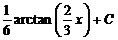 1/6 arctan(2/3 x) + C